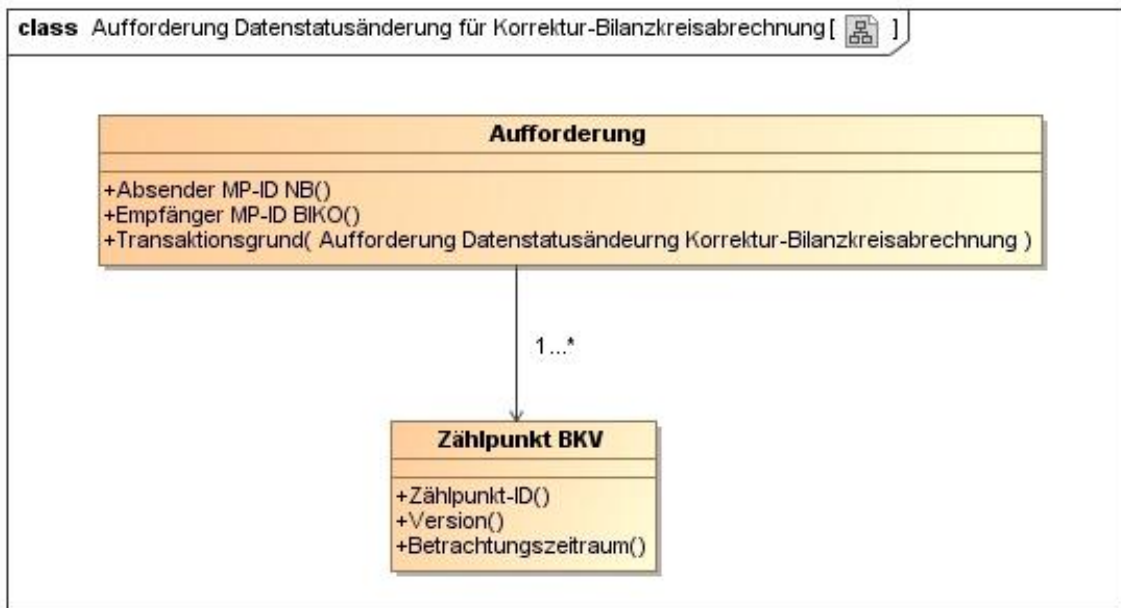 class Aufforderung Datenstatusänderung für Korrektur-Bilanzkreisabrechnung[ ]
Aufforderung
+Absender MP-ID NB()
+Empfänger MP-ID BIKO()
+Transaktionsgrund( Aufforderung Datenstatusändeurng Korrektur-Bilanzkreisabrechnung )
1...*
Zählpunkt BKV
+Zählpunkt-ID()
+Version()
+Betrachtungszeitraum()